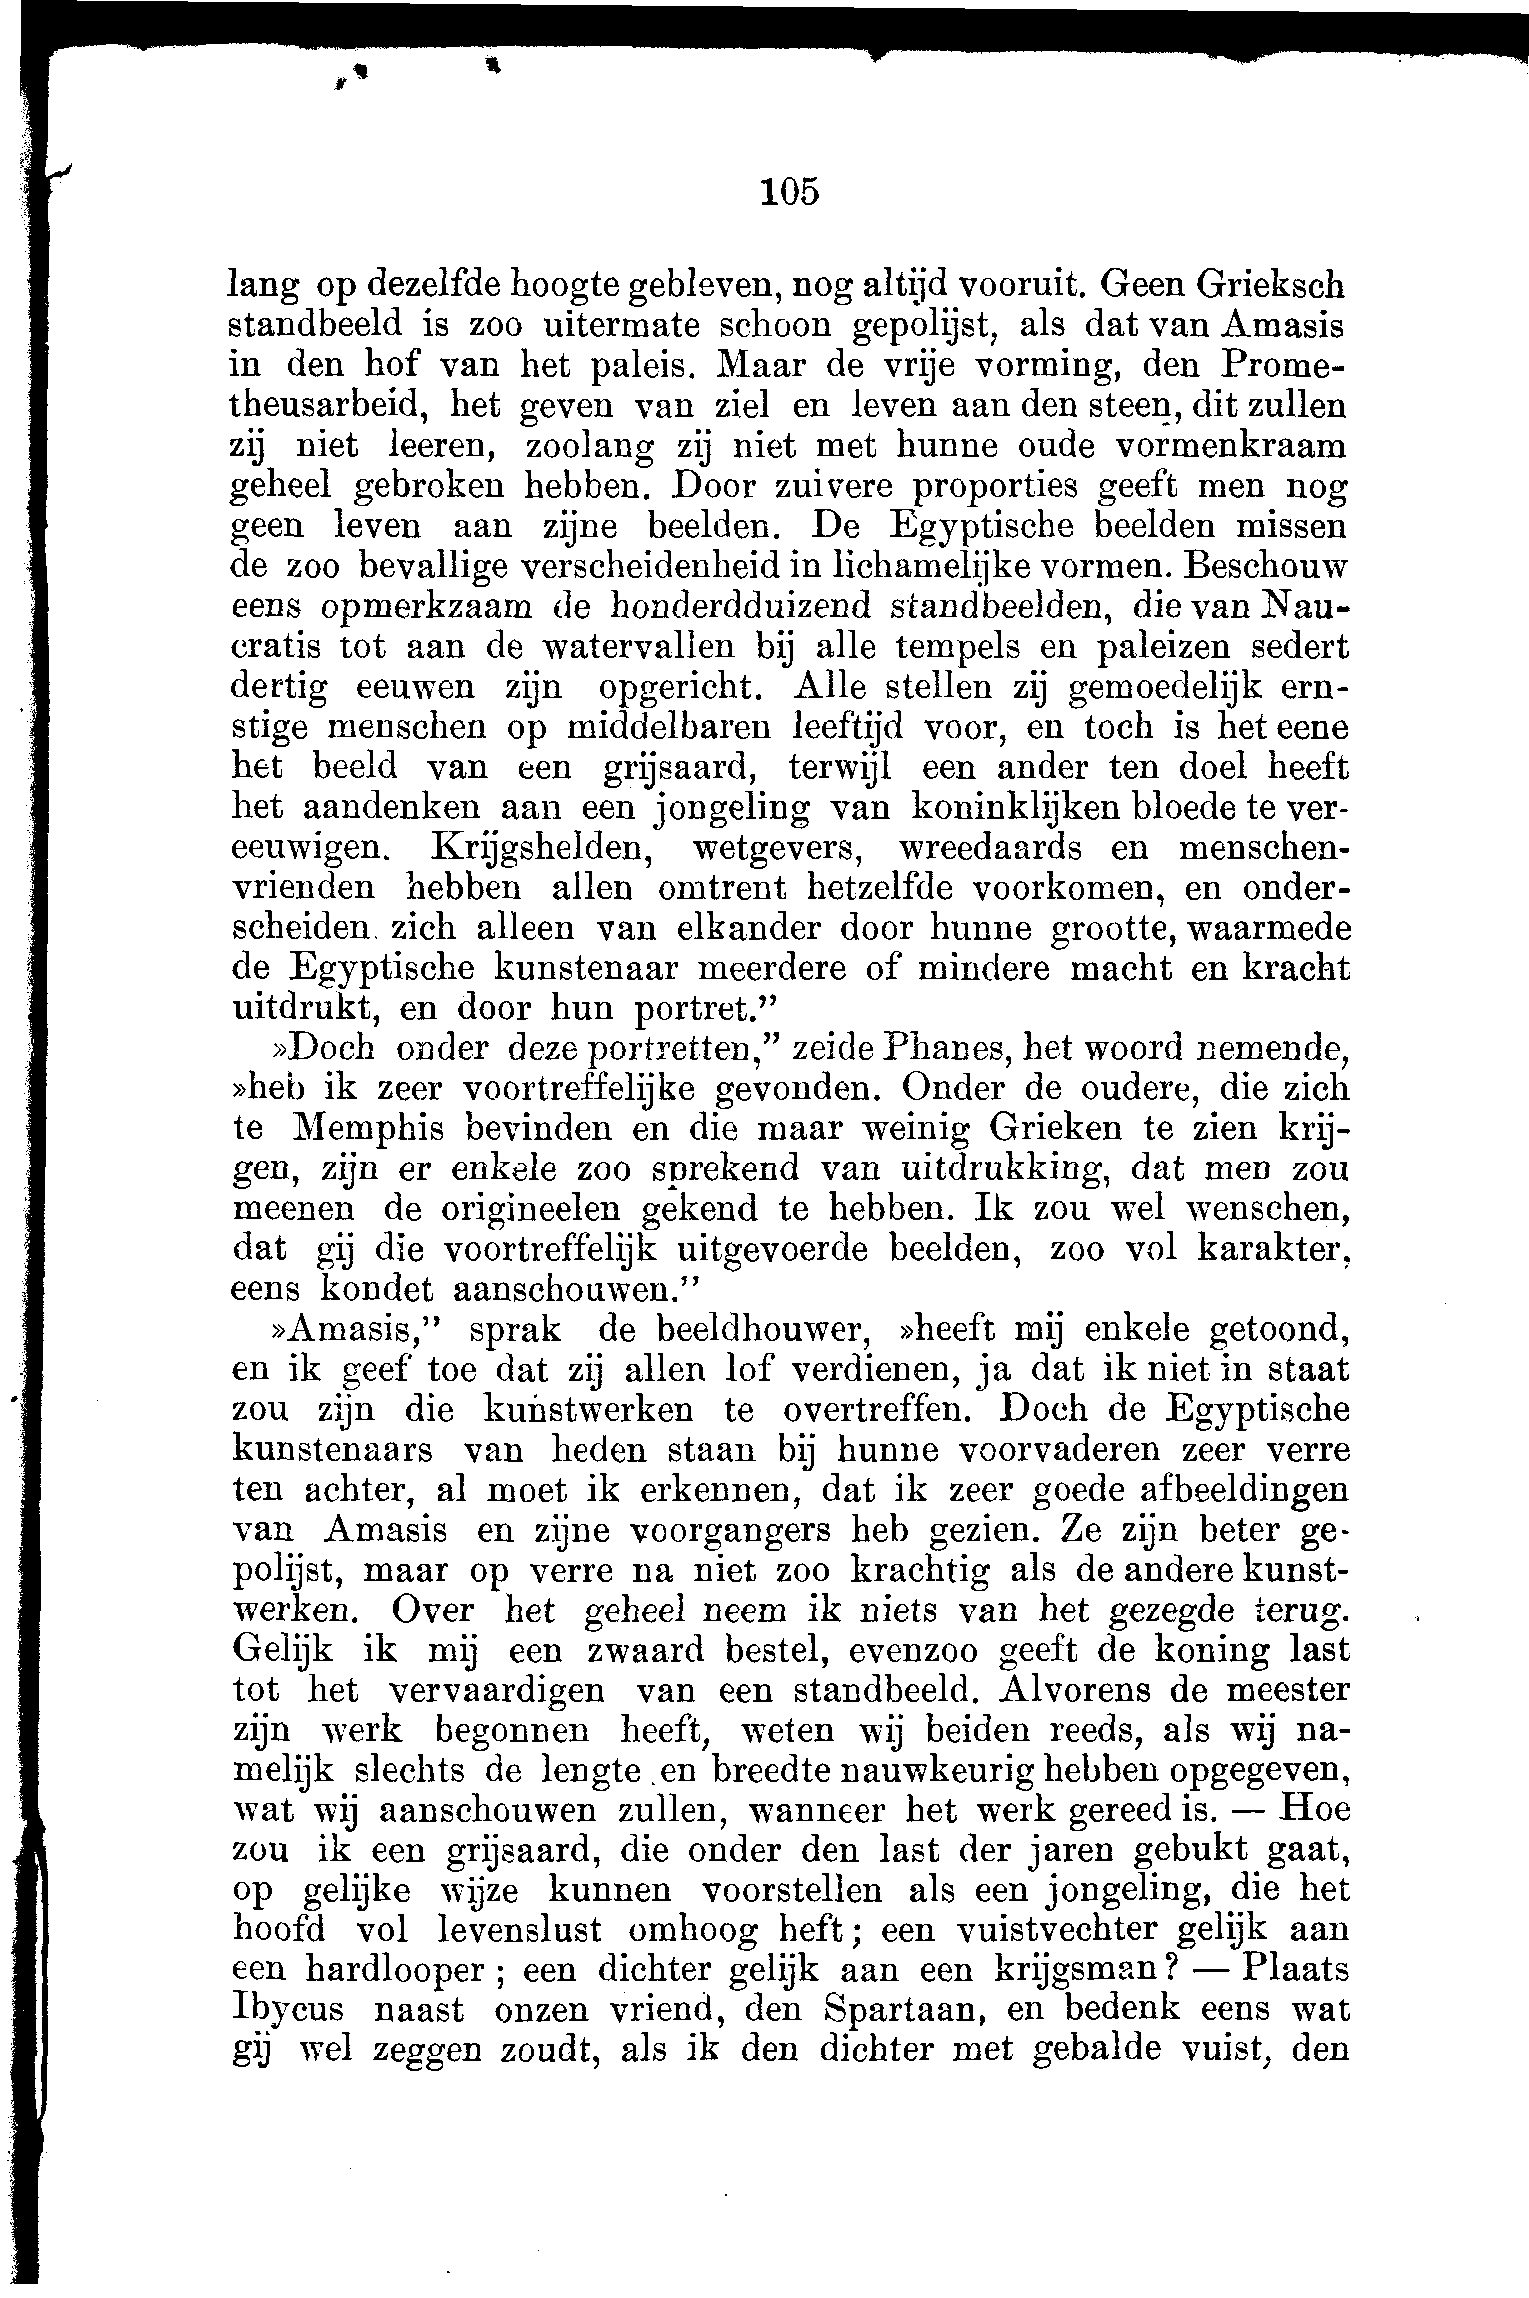 105
lang op dezelfde hoogte gebleven, nog altijd vooruit. Geen Grieksch
standbeeld is zoo uitermate schoon gepolijst, als dat van Amasis
in den hof van het paleis. Maar de vrije vorming, den Prome-
theusarbeid, het geven van ziel en leven aan den steen, dit zullen
zij niet leeren, zoolang zij niet met hunne oude vormenkraam
geheel gebroken hebben. Door zuivere proporties geeft men nog
geen leven aan zijne beelden. De Egyptische beelden missen
de zoo bevallige verscheidenheid in lichamelijke vormen. Beschouw
eens opmerkzaam de honderdduizend standbeelden, die van Nau-
cratis tot aan de watervallen bij alle tempels en paleizen sedert
dertig eeuwen zijn opgericht. Alle stellen zij gemoedelijk ern-
stige menschen op middelbaren leeftijd voor, en toch is het eene
het beeld van een grijsaard, terwijl een ander ten doel heeft
het aandenken aan een jongeling van koninklijken bloede te ver-
eeuwigen. Krijgshelden, wetgevers, wreedaards en menschen-
vrienden hebben allen omtrent hetzelfde voorkomen, en onder-
scheiden zich alleen van elkander door hunne grootte, waarmede
de Egyptische kunstenaar meerdere of mindere macht en kracht
uitdrukt, en door hun portret.”
»Doch onder deze portretten,” zeide Phanes, het woord nemende,
»heb ik zeer voortreffelijke gevonden. Onder de oudere, die zich
te Memphis bevinden en die maar weinig Grieken te zien krij-
gen, zijn er enkele zoo sprekend van uitdrukking, dat men zou
meenen de origineelen gekend te hebben. Ik zou wel wenschen,
dat gij die voortreffelijk uitgevoerde beelden, zoo vol karakter,
eens kondet aanschouwen.”
»Amasis,” sprak de beeldhouwer, »heeft mij enkele getoond,
en ik geef toe dat zij allen lof verdienen, ja dat ik niet in staat
zou zijn die kunstwerken te overtreffen. Doch de Egyptische
kunstenaars van heden staan bij hunne voorvaderen zeer verre
ten achter, al moet ik erkennen, dat ik zeer goede afbeeldingen
van Amasis en zijne voorgangers heb gezien. Ze zijn beter ge-
polijst, maar op verre na niet zoo krachtig als de andere kunst-
werken. Over het geheel neem ik niets van het gezegde terug.
Gelijk ik mij een zwaard bestel, evenzoo geeft de koning last
tot het vervaardigen van een standbeeld. Alvorens de meester
zijn werk begonnen heeft, weten wij beiden reeds, als wij na-
melijk slechts de lengte en breedte nauwkeurig hebben opgegeven,
wat wij aanschouwen zullen, wanneer het werk gereed is. — Hoe
zou ik een grijsaard, die onder den last der jaren gebukt gaat,
op gelijke wijze kunnen voorstellen als een jongeling, die het
hoofd vol levenslust omhoog heft; een vuistvechter gelijk aan
een hardlooper; een dichter gelijk aan een krijgsman? — Plaats
Ibycus naast onzen vriend, den Spartaan, en bedenk eens wat
gij wel zeggen zoudt, als ik den dichter met gebalde vuist, den